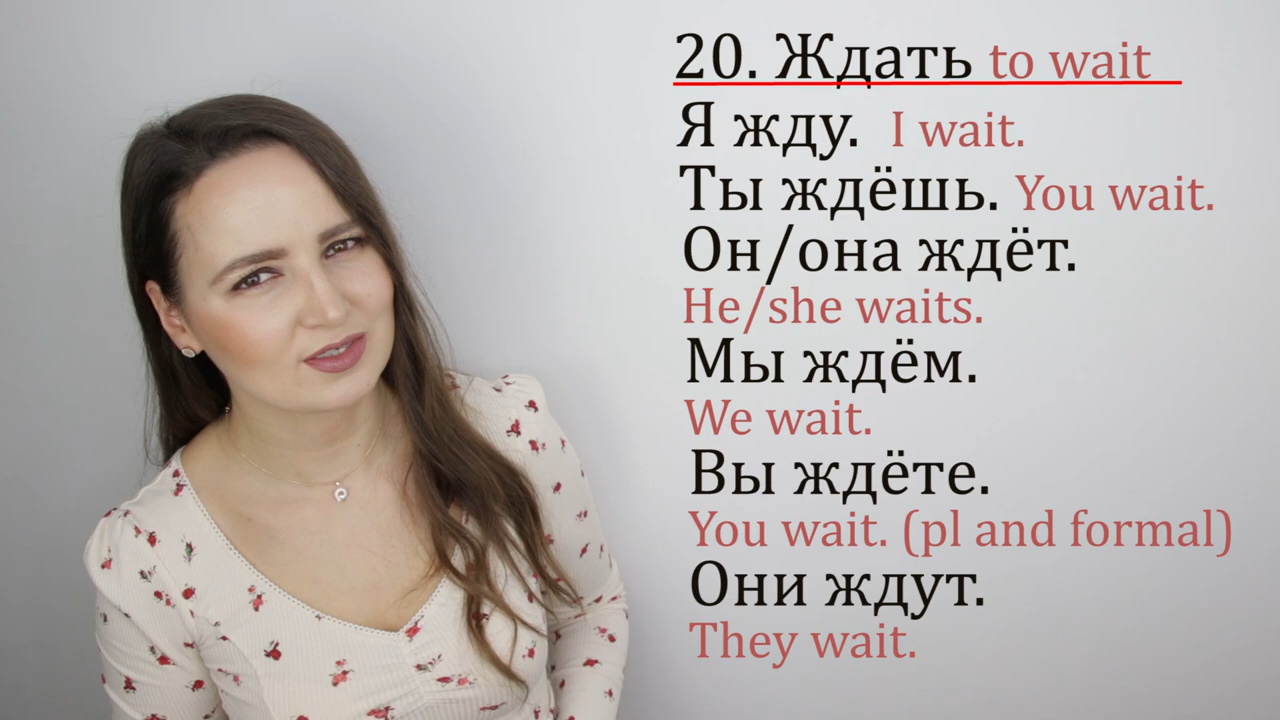 20. Ждать to wait
Я жду. I wait.
Ты ждёшь. You wait.
Он/она ждёт.
He/she waits.
Мы ждём.
We wait.
Вы ждёте.
You wait. (pl and formal)
Они ждут.
They wait.